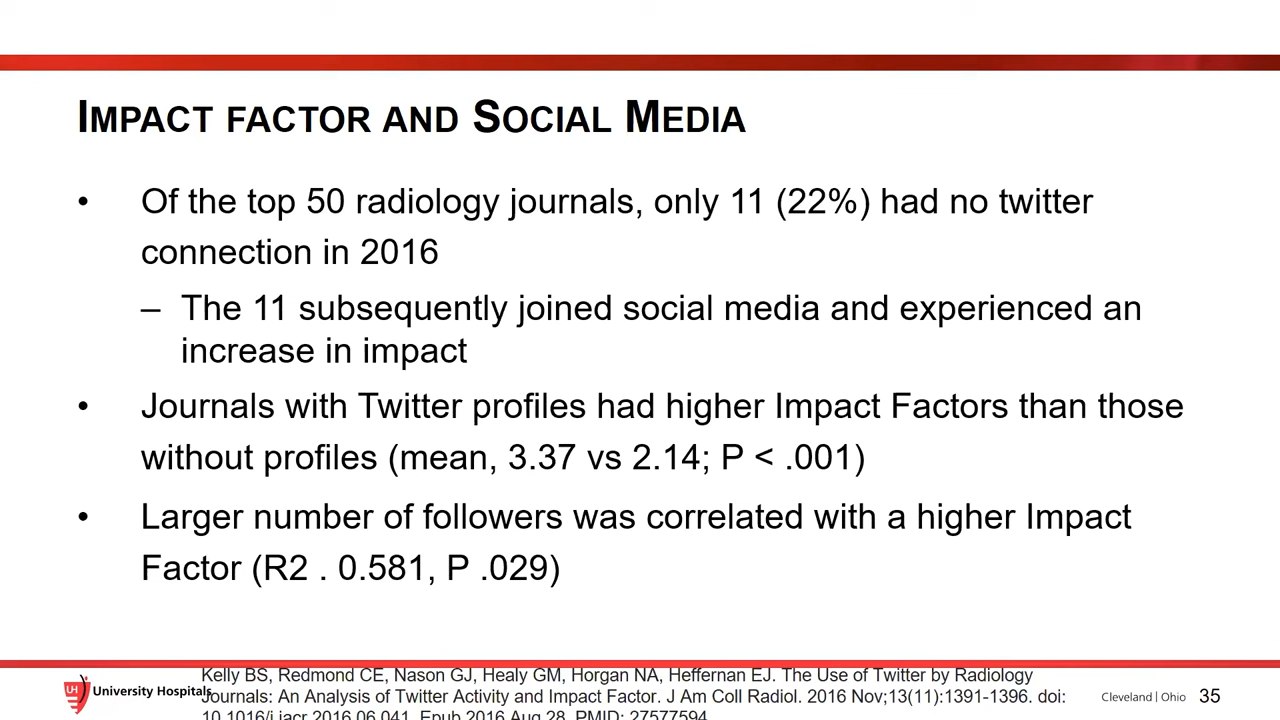 IMPACT FACTOR AND SOCIAL MEDIA
• Of the top 50 radiology journals, only 11 (22%) had no twitter
connection in 2016
– The 11 subsequently joined social media and experienced an
increase in impact
• Journals with Twitter profiles had higher Impact Factors than those
without profiles (mean, 3.37 vs 2.14; P < .001)
• Larger number of followers was correlated with a higher Impact
Factor (R2 . 0.581, P .029)
Kelly BS, Redmond CE, Nason GJ, Healy GM, Horgan NA, Heffernan EJ. The Use of Twitter by Radiology
Journals: An Analysis of Twitter Activity and Impact Factor. J Am Coll Radiol. 2016 Nov;13(11):1391-1396. doi:
10.1016/j.jacr.2016.06.041. Epub 2016 Aug 28. PMID: 27577594.
UH University Hospitals
Cleveland | Ohio 35